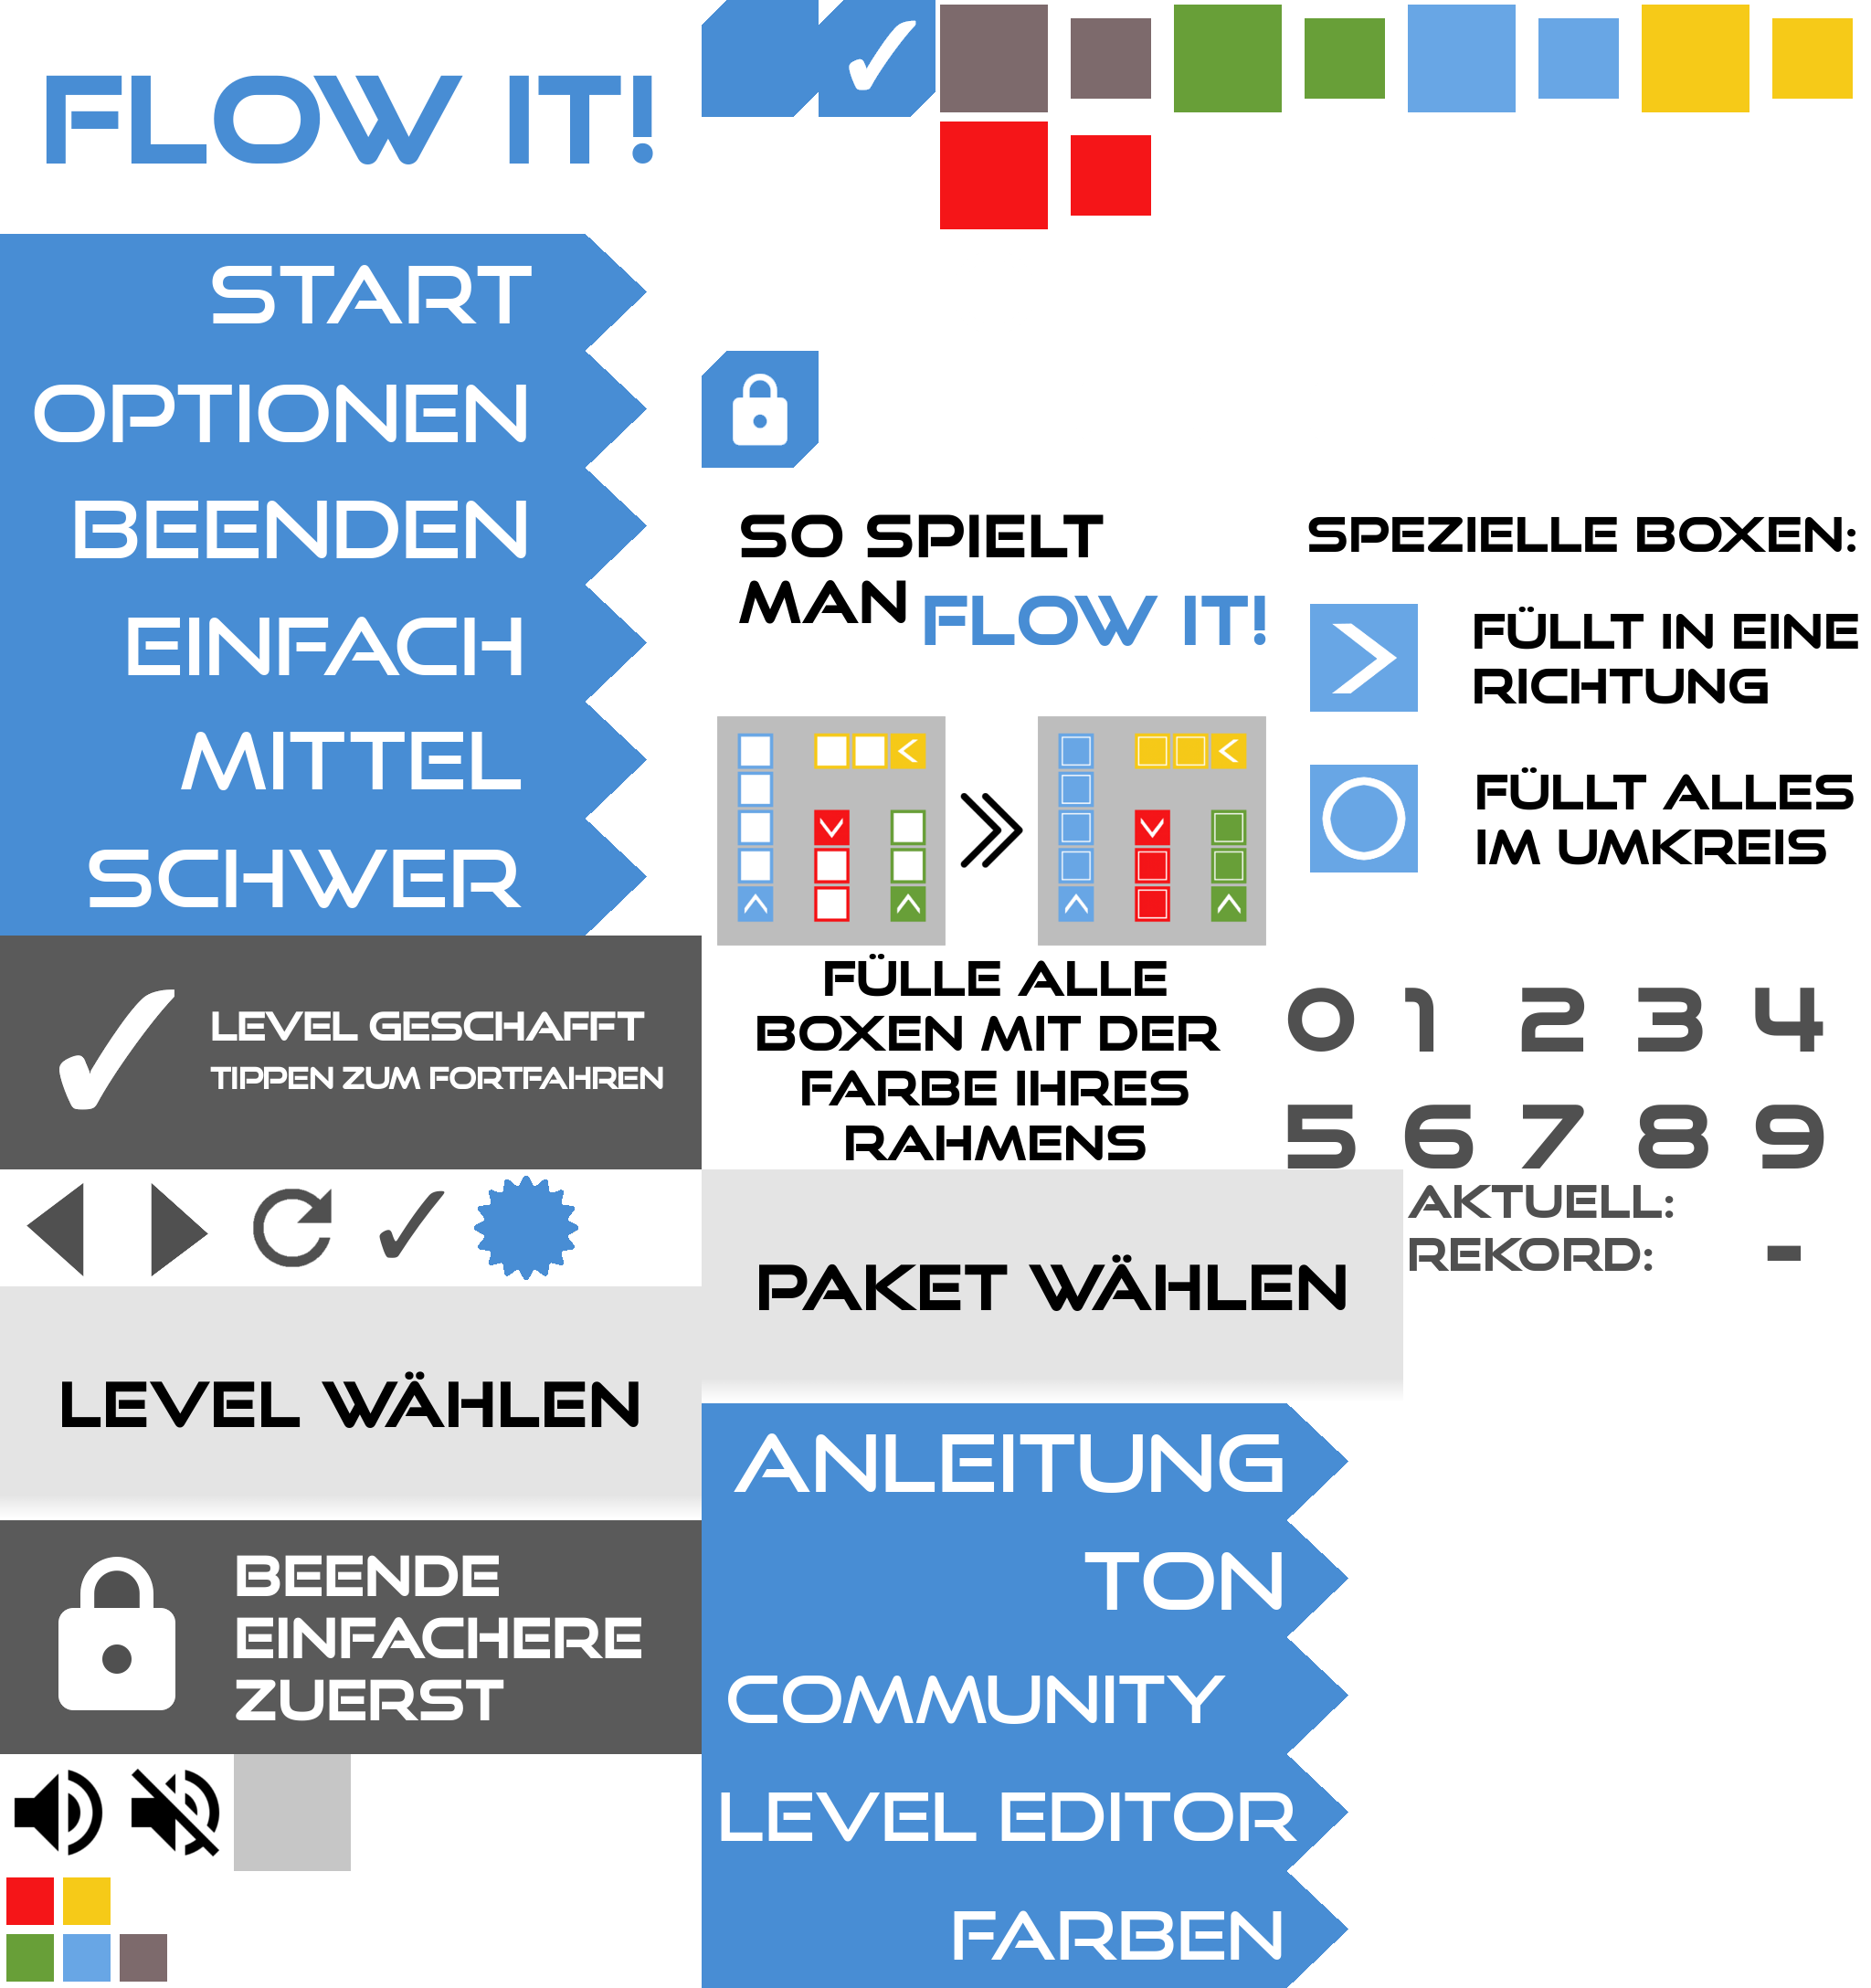 FLOW IT!
START
OPTIONEN
BEENDEN
EINFACH
MITTEL
SCHWER
LEVEL GESCHAFFT
TIPPEN ZUM FORTFAHREN
LEVEL WÄHLEN
BEENDE
EINFACHERE
ZUERST
SO SPIELT
MAN FLOW IT!
FÜLLE ALLE
BOXEN MIT DER
FARBE IHRES
RAHMENS
SPEZIELLE BOXEN:
FÜLLT IN EINE
RICHTUNG
FÜLLT ALLES
IM UMKREIS
0 1 2 3 4
5 6 7 8 9
AKTUELL:
REKORD: -
PAKET WÄHLEN
ANLEITUNG
TON
COMMUNITY
LEVEL EDITOR
FARBEN